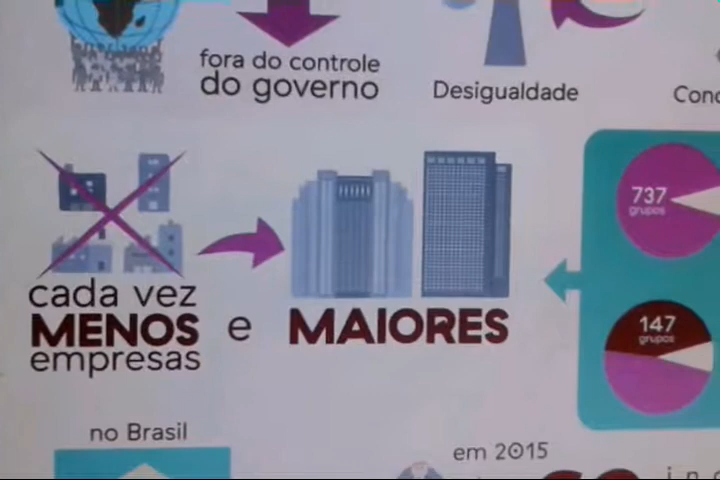 fora do controle
do governo
Desigualdade
737
grupos
cada vez
MENOS
empresas
e
MAIORES
147
grupos
no Brasil
em 2015